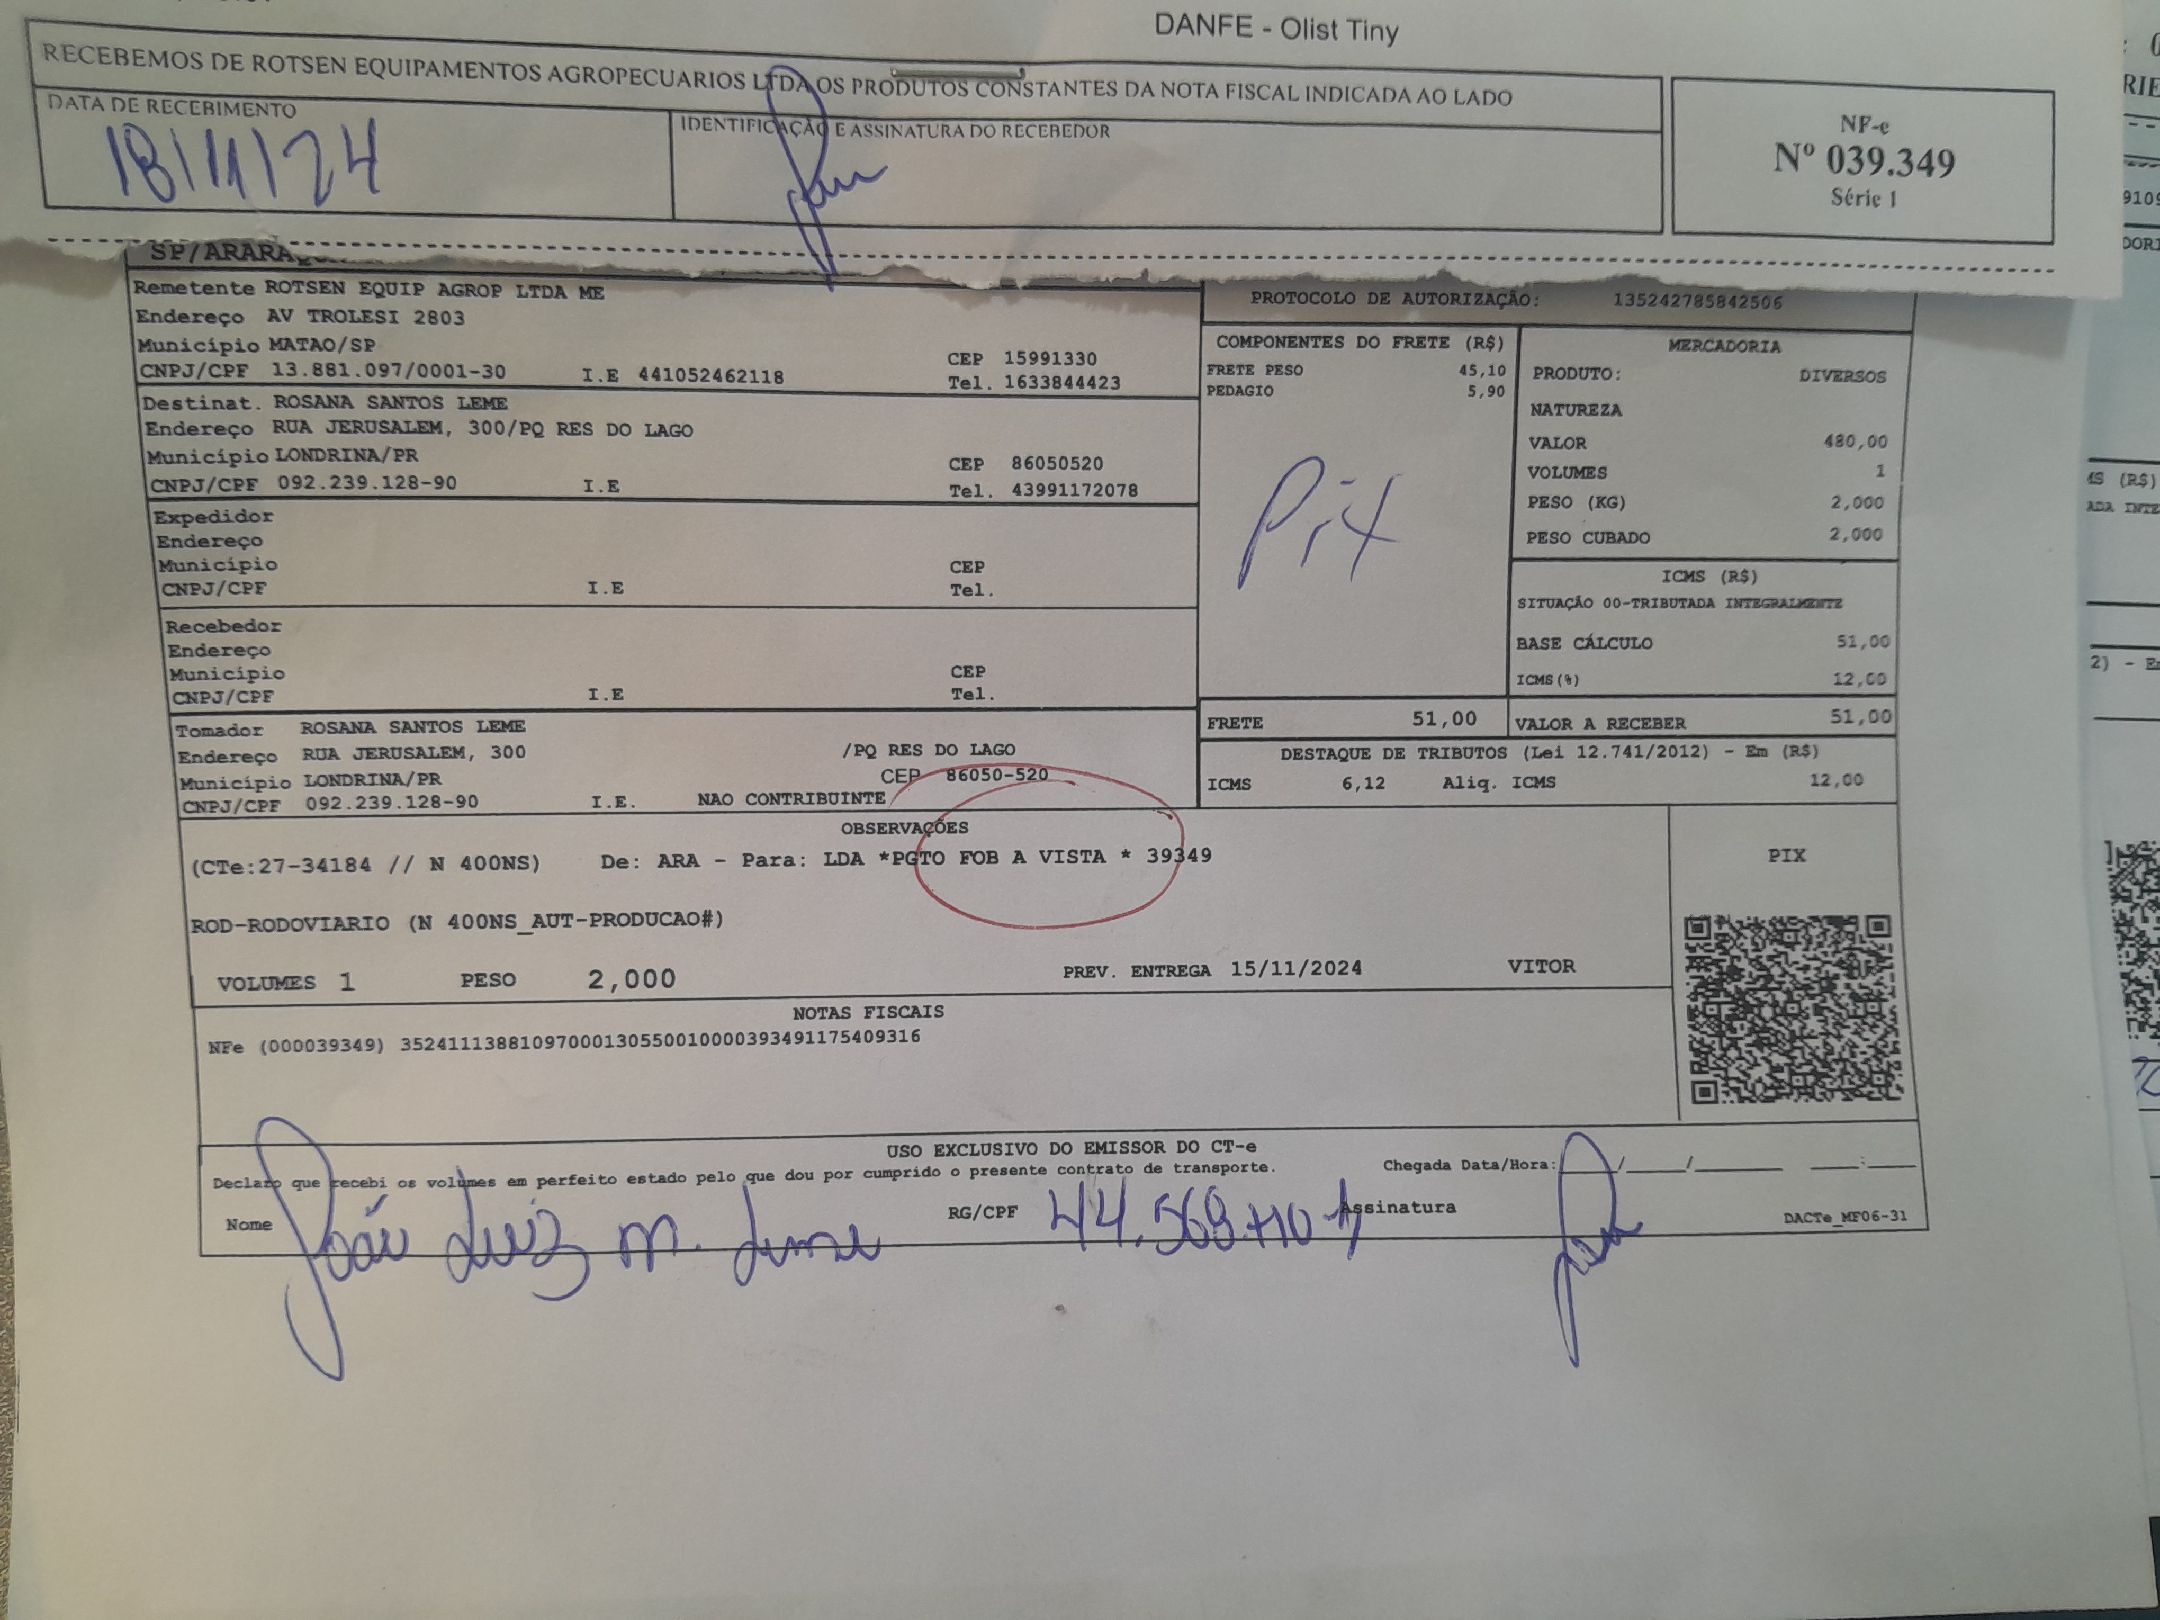 DANFE - Olist Tiny
RECEBEMOS DE ROTSEN EQUIPAMENTOS AGROPECUARIOS LTDA OS PRODUTOS CONSTANTES DA NOTA FISCAL INDICADA AO LADO
DATA DE RECEBIMENTO
18/11/24
IDENTIFICAÇÃO E ASSINATURA DO RECEBEDOR
NF-e
Nº 039.349
Série 1
SP/ARARA
Remetente ROTSEN EQUIP AGROP LTDA ME
Endereço AV TROLESI 2803
Município MATAO/SP CEP 15991330
CNPJ/CPF 13.881.097/0001-30 I.E 441052462118 Tel. 1633844423
Destinat. ROSANA SANTOS LEME
Endereço RUA JERUSALEM, 300/PQ RES DO LAGO
Município LONDRINA/PR CEP 86050520
CNPJ/CPF 092.239.128-90 I.E Tel. 43991172078
Expedidor
Endereço
Município CEP
CNPJ/CPF I.E Tel.
Recebedor
Endereço
Município CEP
CNPJ/CPF I.E Tel.
Tomador ROSANA SANTOS LEME
Endereço RUA JERUSALEM, 300 /PQ RES DO LAGO
Município LONDRINA/PR CEP 86050-520
CNPJ/CPF 092.239.128-90 I.E. NAO CONTRIBUINTE
PROTOCOLO DE AUTORIZAÇÃO: 135242785842506
COMPONENTES DO FRETE (R$)
FRETE PESO 45,10
PEDAGIO 5,90
Pix
FRETE 51,00
MERCADORIA
PRODUTO: DIVERSOS
NATUREZA
VALOR 480,00
VOLUMES 1
PESO (KG) 2,000
PESO CUBADO 2,000
ICMS (R$)
SITUAÇÃO 00-TRIBUTADA INTEGRALMENTE
BASE CÁLCULO 51,00
ICMS(%) 12,00
VALOR A RECEBER 51,00
DESTAQUE DE TRIBUTOS (Lei 12.741/2012) - Em (R$)
ICMS 6,12 Aliq. ICMS 12,00
OBSERVAÇÕES
(CTe:27-34184 // N 400NS) De: ARA - Para: LDA *PGTO FOB A VISTA * 39349
ROD-RODOVIARIO (N 400NS_AUT-PRODUCAO#)
VOLUMES 1 PESO 2,000 PREV. ENTREGA 15/11/2024 VITOR
PIX
NOTAS FISCAIS
NFe (000039349) 35241113881097000130550010000393491175409316
USO EXCLUSIVO DO EMISSOR DO CT-e
Declaro que recebi os volumes em perfeito estado pelo que dou por cumprido o presente contrato de transporte. Chegada Data/Hora: / / :
Nome João Luiz M. Leme RG/CPF Assinatura
DACTe_MF06-31